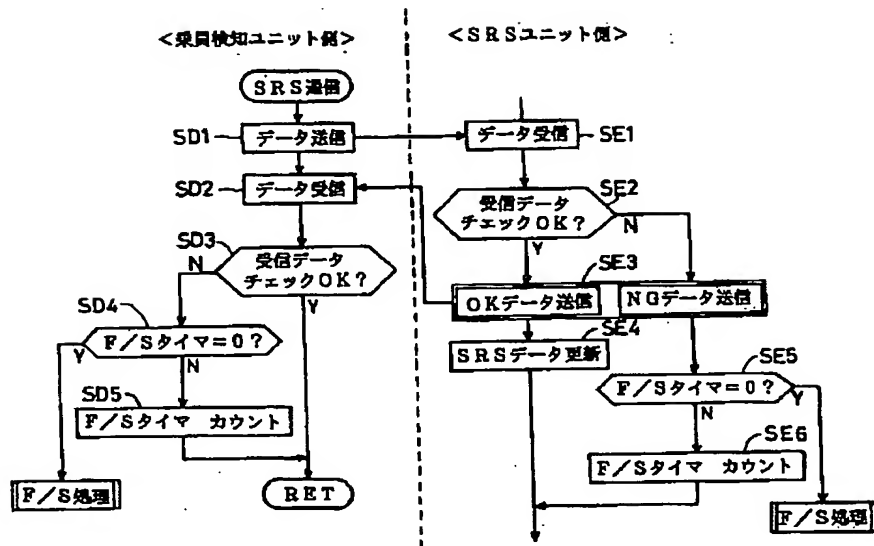 <乗員検知ユニット側>
SRS通信
SD1
データ送信
SD2
データ受信
SD3
受信データ
チェックOK?
N
Y
SD4
F/Sタイマ=0?
Y
N
SD5
F/Sタイマ カウント
F/S処理
RET
<SRSユニット側>
データ受信
SE1
SE2
受信データ
チェックOK?
N
Y
SE3
OKデータ送信
NGデータ送信
SE4
SRSデータ更新
SE5
F/Sタイマ=0?
Y
N
SE6
F/Sタイマ カウント
F/S処理